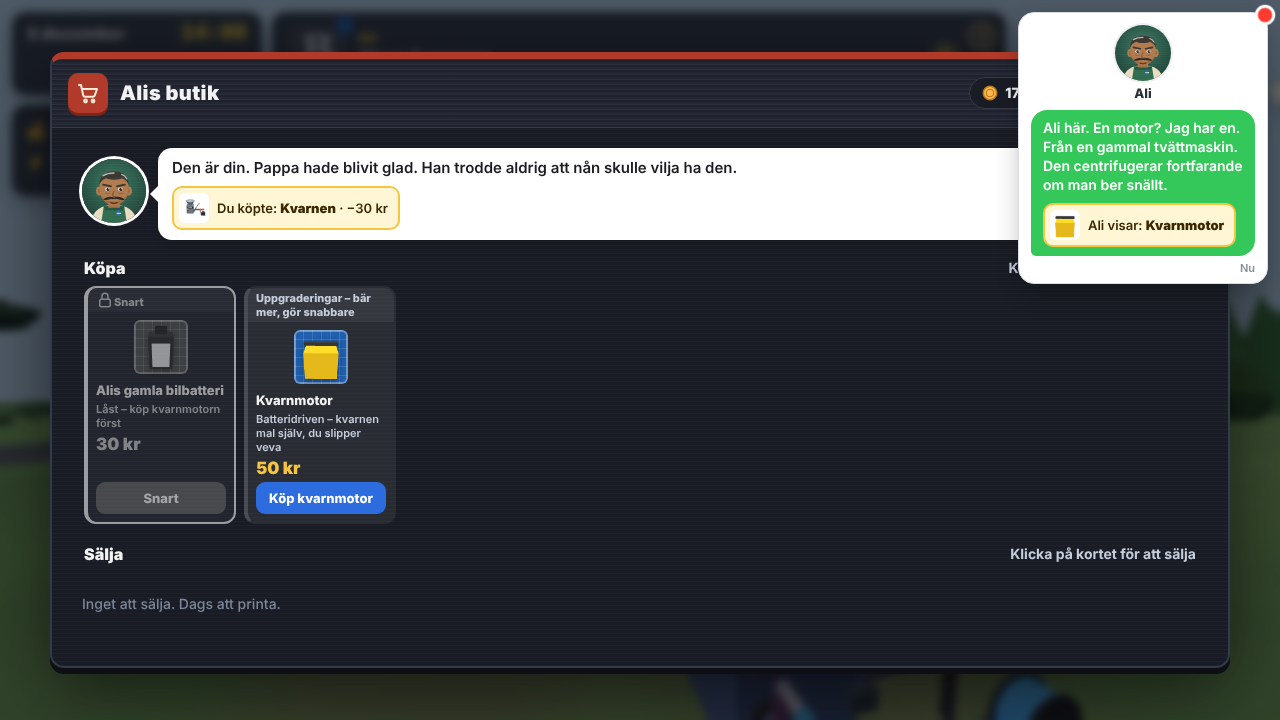 Alis butik
17
Den är din. Pappa hade blivit glad. Han trodde aldrig att nån skulle vilja ha den.
Du köpte: Kvarnen · −30 kr
Köpa
K
Snart
Alis gamla bilbatteri
Låst – köp kvarnmotorn
först
30 kr
Snart
Uppgraderingar – bär
mer, gör snabbare
Kvarnmotor
Batteridriven – kvarnen
mal själv, du slipper
veva
50 kr
Köp kvarnmotor
Sälja
Klicka på kortet för att sälja
Inget att sälja. Dags att printa.
Ali
Ali här. En motor? Jag har en.
Från en gammal tvättmaskin.
Den centrifugerar fortfarande
om man ber snällt.
Ali visar: Kvarnmotor
Nu